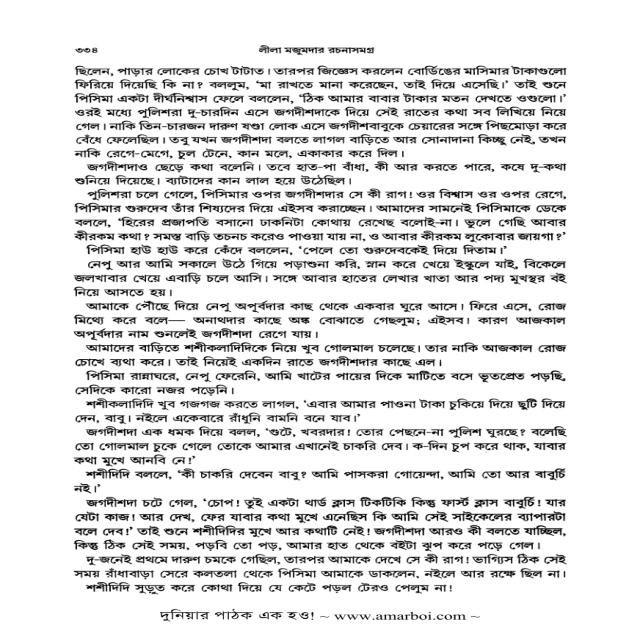 ৩৩৪ লীলা মজুমদার রচনাসমগ্র
ছিলেন, পাড়ার লোকের চোখ টাটাত। তারপর জিজ্ঞেস করলেন বোর্ডিঙের মাসিমার টাকাগুলো
ফিরিয়ে দিয়েছি কি না? বললুম, ‘মা রাখতে মানা করেছেন, তাই দিয়ে এসেছি।’ তাই শুনে
পিসিমা একটা দীর্ঘনিশ্বাস ফেলে বললেন, ‘ঠিক আমার বাবার টাকার মতন দেখতে ওগুলো।’
ওরই মধ্যে পুলিশরা দু-চারদিন এসে জগদীশদাকে দিয়ে সেই রাতের কথা সব লিখিয়ে নিয়ে
গেল। নাকি তিন-চারজন দারুণ ষণ্ডা লোক এসে জগদীশবাবুকে চেয়ারের সঙ্গে পিছমোড়া করে
বেঁধে ফেলেছিল। তবু যখন জগদীশদা বলতে লাগল বাড়িতে আর সোনাদানা কিচ্ছু নেই, তখন
নাকি রেগে-মেগে, চুল টেনে, কান মলে, একাকার করে দিল।
জগদীশদাও ছেড়ে কথা বলেনি। তবে হাত-পা বাঁধা, কী আর করতে পারে, কষে দু-কথা
শুনিয়ে দিয়েছে। ব্যাটাদের কান লাল হয়ে উঠেছিল।
পুলিশরা চলে গেলে, পিসিমার ওপর জগদীশদার সে কী রাগ! ওর বিশ্বাস ওর ওপর রেগে,
পিসিমার গুরুদেব তাঁর শিষ্যদের দিয়ে এইসব করাচ্ছেন। আমাদের সামনেই পিসিমাকে ডেকে
বললে, ‘হিরের প্রজাপতি বসানো ঢাকনিটা কোথায় রেখেছ বলোই-না। ভুলে গেছি আবার
কীরকম কথা? সমস্ত বাড়ি তচনচ করেও পাওয়া যায় না, ও আবার কীরকম লুকোবার জায়গা?’
পিসিমা হাউ হাউ করে কেঁদে বললেন, ‘পেলে তো গুরুদেবকেই দিয়ে দিতাম।’
নেপু আর আমি সকালে উঠে গিয়ে পড়াশুনা করি, স্নান করে খেয়ে ইস্কুলে যাই, বিকেলে
জলখাবার খেয়ে এবাড়ি চলে আসি। সঙ্গে আবার হাতের লেখার খাতা আর পদ্য মুখস্থর বই
নিয়ে আসতে হয়।
আমাকে পৌঁছে দিয়ে নেপু অপূর্বদার কাছ থেকে একবার ঘুরে আসে। ফিরে এসে, রোজ
মিথ্যে করে বলে— অনাথদার কাছে অঙ্ক বোঝাতে গেছলুম; এইসব। কারণ আজকাল
অপূর্বদার নাম শুনলেই জগদীশদা রেগে যায়।
আমাদের বাড়িতে শশীকলাদিদিকে নিয়ে খুব গোলমাল চলেছে। তার নাকি আজকাল রোজ
চোখে ব্যথা করে। তাই নিয়েই একদিন রাতে জগদীশদার কাছে এল।
পিসিমা রান্নাঘরে, নেপু ফেরেনি, আমি খাটের পায়ের দিকে মাটিতে বসে ভূতপ্রেত পড়ছি,
সেদিকে কারো নজর পড়েনি।
শশীকলাদিদি খুব গজগজ করতে লাগল, ‘এবার আমার পাওনা টাকা চুকিয়ে দিয়ে ছুটি দিয়ে
দেন, বাবু। নইলে একেবারে রাঁধুনি বামনি বনে যাব।’
জগদীশদা এক ধমক দিয়ে বলল, ‘গুটে, খবরদার! তোর পেছনে-না পুলিশ ঘুরছে? বলেছি
তো গোলমাল চুকে গেলে তোকে আমার এখানেই চাকরি দেব। ক-দিন চুপ করে থাক, যাবার
কথা মুখে আনবি নে!’
শশীদিদি বললে, ‘কী চাকরি দেবেন বাবু? আমি পাসকরা গোয়েন্দা, আমি তো আর বাবুর্চি
নই।’
জগদীশদা চটে গেল, ‘চোপ! তুই একটা থার্ড ক্লাস টিকটিকি কিন্তু ফার্স্ট ক্লাস বাবুর্চি! যার
যেটা কাজ! আর দেখ, ফের যাবার কথা মুখে এনেছিস কি আমি সেই সাইকেলের ব্যাপারটা
বলে দেব!’ তাই শুনে শশীদিদির মুখে আর কথাটি নেই! জগদীশদা আরও কী বলতে যাচ্ছিল,
কিন্তু ঠিক সেই সময়, পড়বি তো পড়, আমার হাত থেকে বইটা ঝুপ করে পড়ে গেল।
দু-জনেই প্রথমে দারুণ চমকে গেছিল, তারপর আমাকে দেখে সে কী রাগ! ভাগ্যিস ঠিক সেই
সময় রাঁধাবাড়া সেরে কলতলা থেকে পিসিমা আমাকে ডাকলেন, নইলে আর রক্ষে ছিল না।
শশীদিদি সুড়ুত করে কোথা দিয়ে যে কেটে পড়ল টেরও পেলুম না!
দুনিয়ার পাঠক এক হও! ~ www.amarboi.com ~